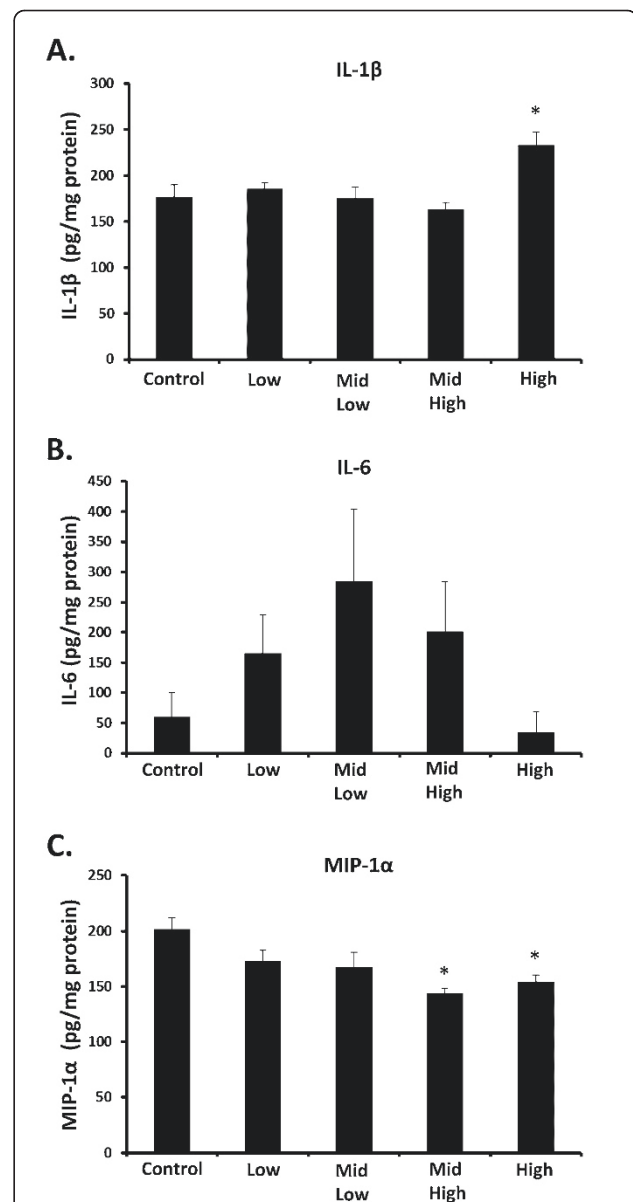 A.
IL-1β
300
250
200
150
100
50
0
IL-1β (pg/mg protein)
*
Control Low Mid Low Mid High High
B.
IL-6
450
400
350
300
250
200
150
100
50
0
IL-6 (pg/mg protein)
Control Low Mid Low Mid High High
C.
MIP-1α
250
200
150
100
50
0
MIP-1α (pg/mg protein)
* *
Control Low Mid Low Mid High High